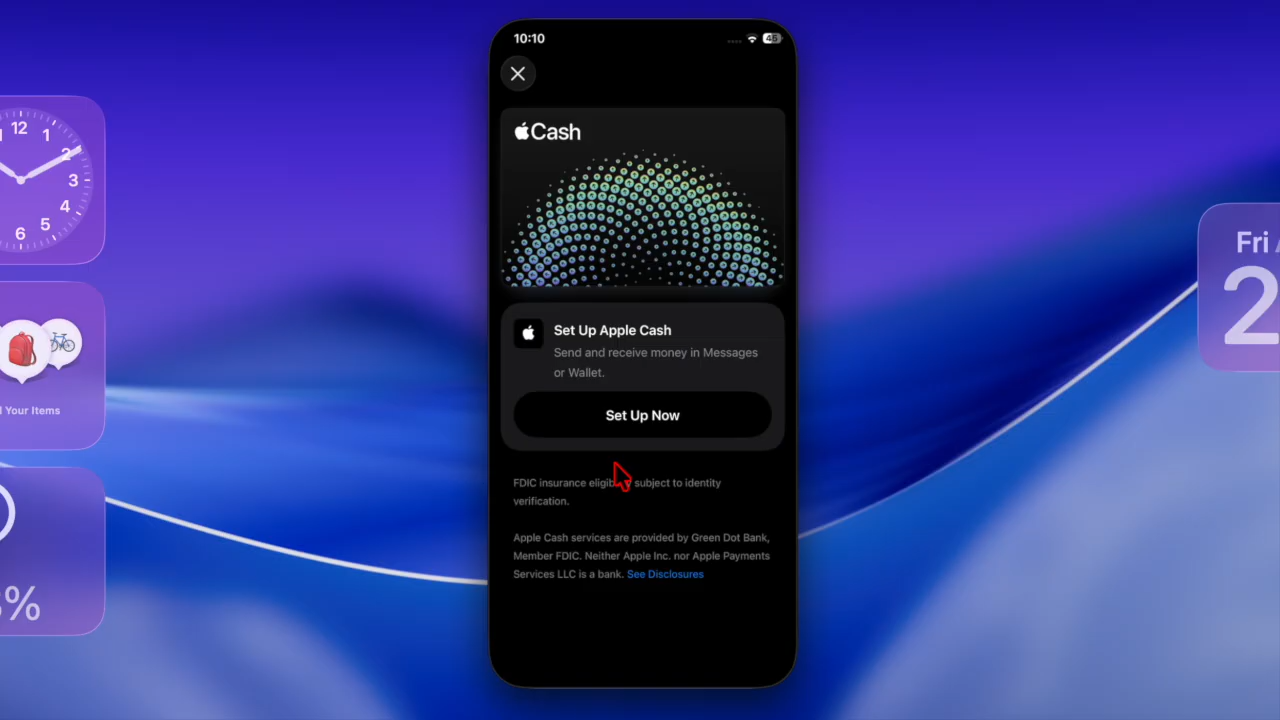 12
1
2
3
4
5
6
Your Items
%
10:10
45
Cash
Set Up Apple Cash
Send and receive money in Messages
or Wallet.
Set Up Now
FDIC insurance subject to identity
verification.
Apple Cash services are provided by Green Dot Bank,
Member FDIC. Neither Apple Inc. nor Apple Payments
Services LLC is a bank. See Disclosures
Fri
2